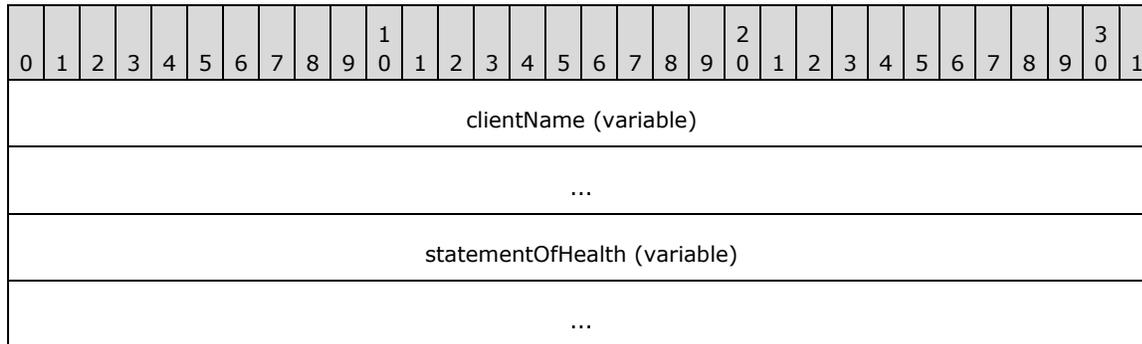 1 2 3
0 1 2 3 4 5 6 7 8 9 0 1 2 3 4 5 6 7 8 9 0 1 2 3 4 5 6 7 8 9 0 1
clientName (variable)
...
statementOfHealth (variable)
...